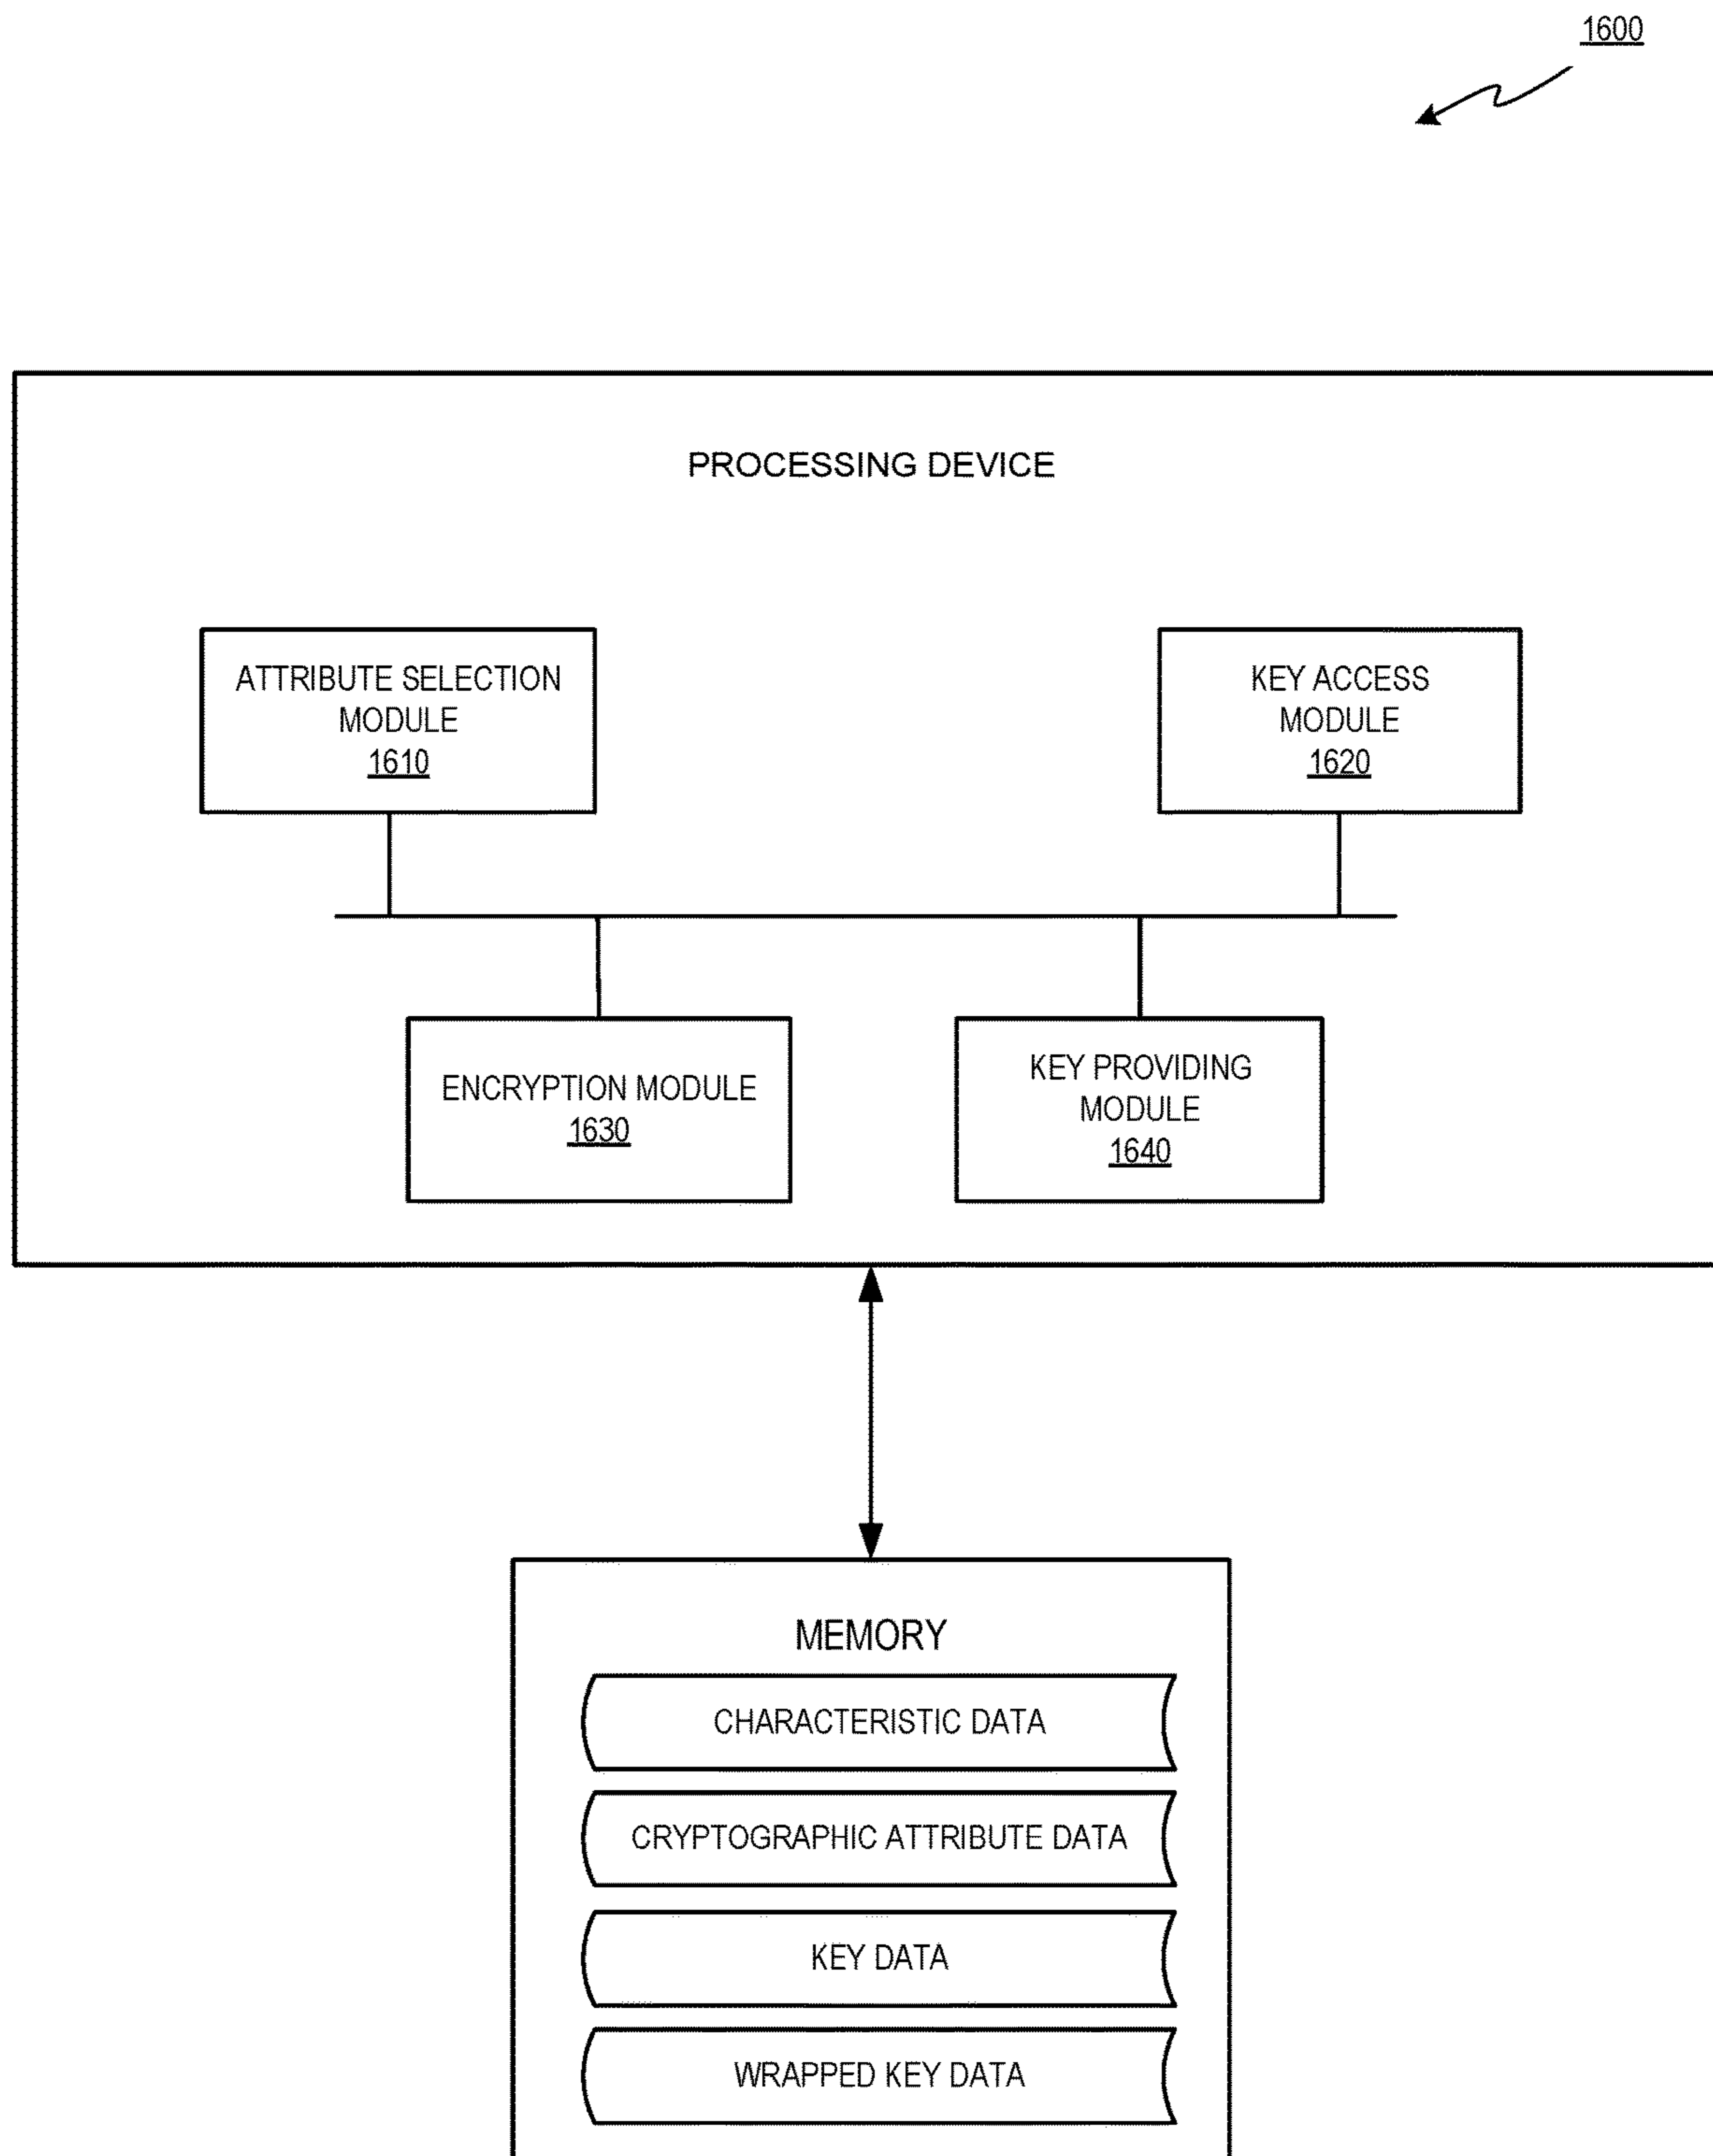 1600
PROCESSING DEVICE
ATTRIBUTE SELECTION
MODULE
1610
KEY ACCESS
MODULE
1620
ENCRYPTION MODULE
1630
KEY PROVIDING
MODULE
1640
MEMORY
CHARACTERISTIC DATA
CRYPTOGRAPHIC ATTRIBUTE DATA
KEY DATA
WRAPPED KEY DATA